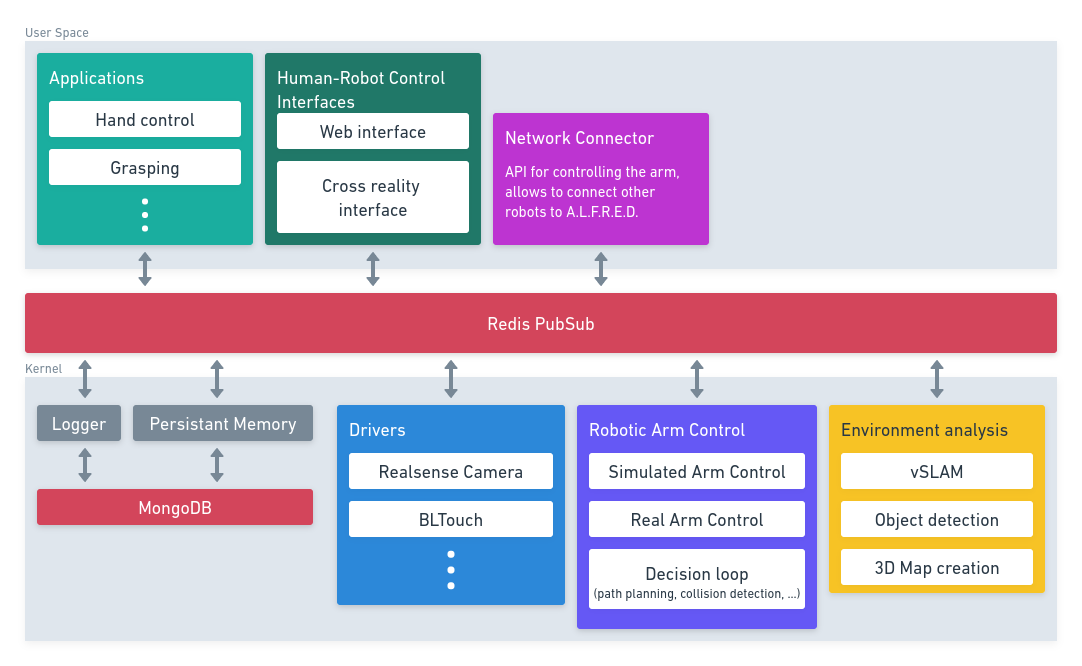 User Space
Applications
Hand control
Grasping
Human-Robot Control
Interfaces
Web interface
Cross reality
interface
Network Connector
API for controlling the arm,
allows to connect other
robots to A.L.F.R.E.D.
Redis PubSub
Kernel
Logger
Persistant Memory
MongoDB
Drivers
Realsense Camera
BLTouch
Robotic Arm Control
Simulated Arm Control
Real Arm Control
Decision loop
(path planning, collision detection, ...)
Environment analysis
vSLAM
Object detection
3D Map creation